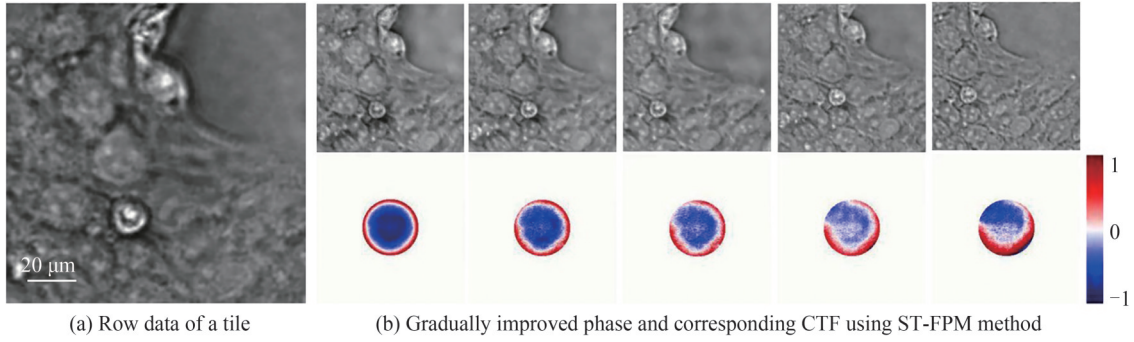 20 μm
1
0
−1
(a) Row data of a tile
(b) Gradually improved phase and corresponding CTF using ST-FPM method